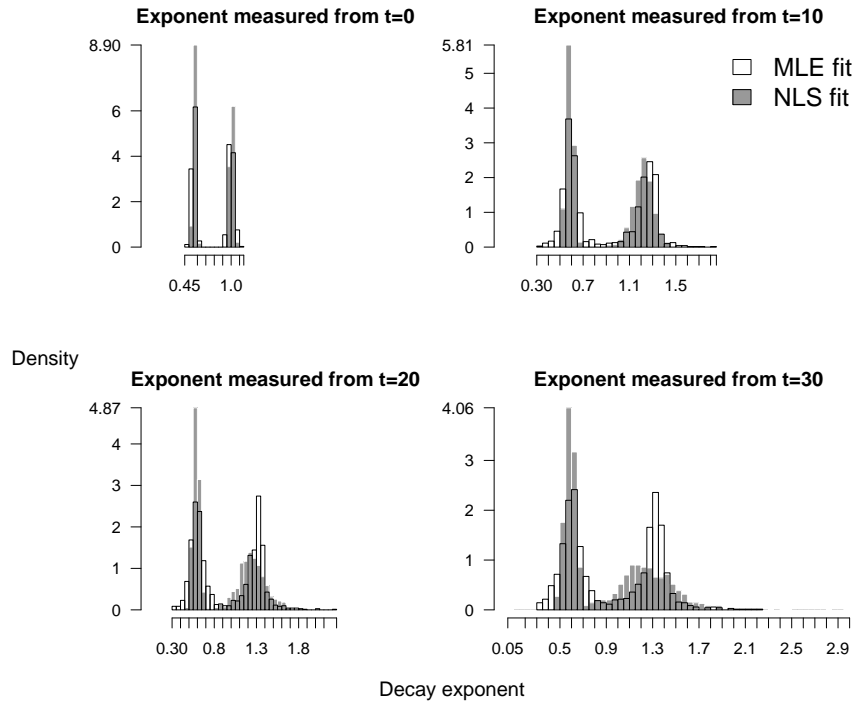 Exponent measured from t=0
8.90
6
4
2
0
0.45 1.0
Exponent measured from t=10
5.81
5
4
3
2
1
0
0.30 0.7 1.1 1.5
MLE fit
NLS fit
Density
Exponent measured from t=20
4.87
4
3
2
1
0
0.30 0.8 1.3 1.8
Exponent measured from t=30
4.06
3
2
1
0
0.05 0.5 0.9 1.3 1.7 2.1 2.5 2.9
Decay exponent